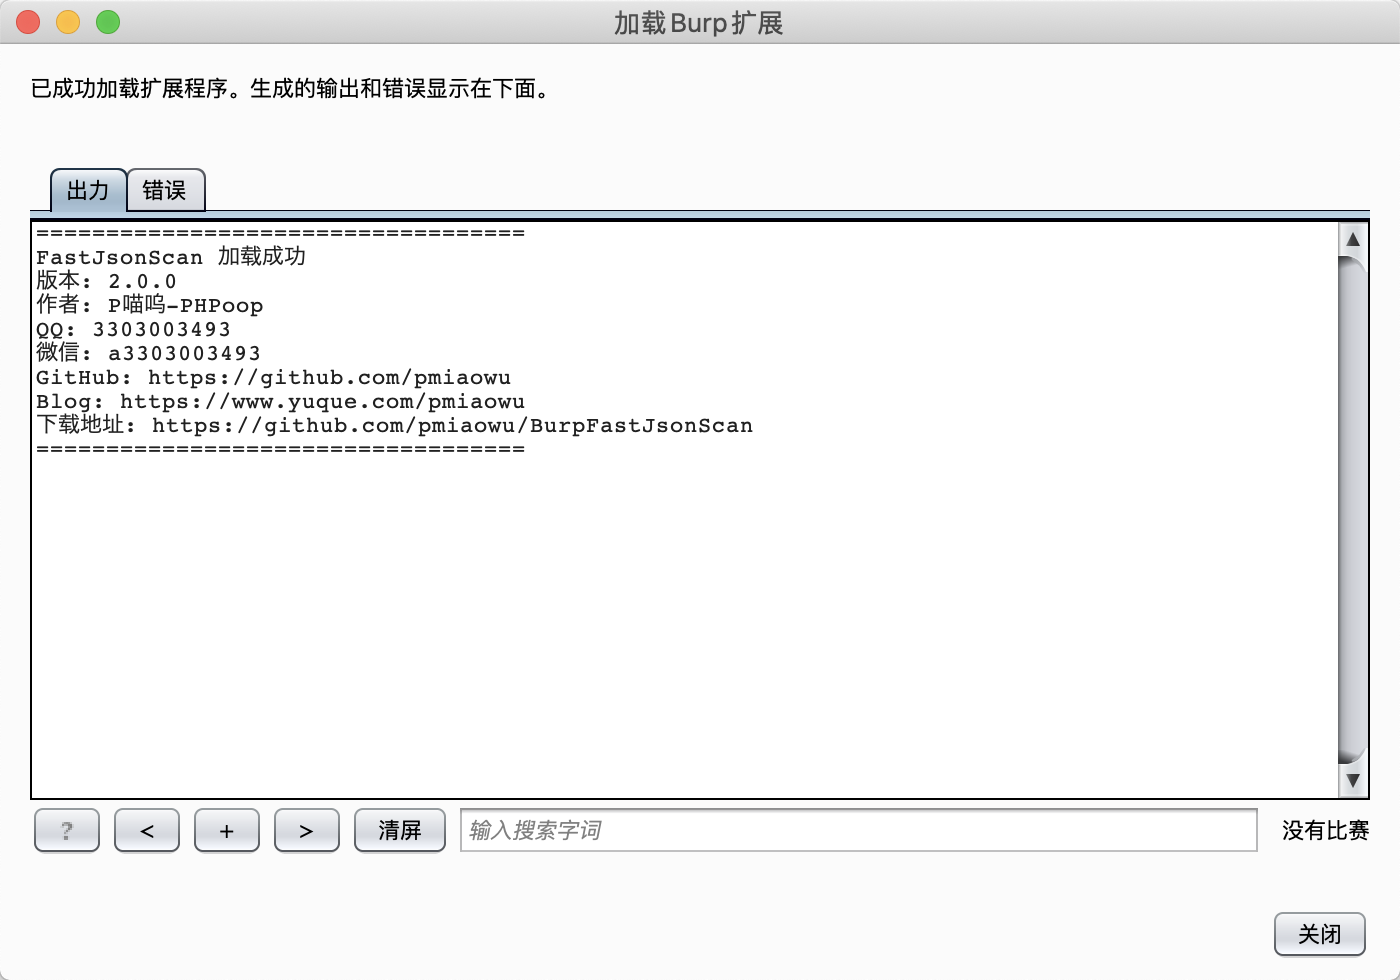 加载Burp扩展
已成功加载扩展程序。生成的输出和错误显示在下面。
出力 错误
===================================
FastJsonScan 加载成功
版本: 2.0.0
作者: P喵呜-PHPoop
QQ: 3303003493
微信: a3303003493
GitHub: https://github.com/pmiaowu
Blog: https://www.yuque.com/pmiaowu
下载地址: https://github.com/pmiaowu/BurpFastJsonScan
===================================
? < + > 清屏 输入搜索字词 没有比赛
关闭